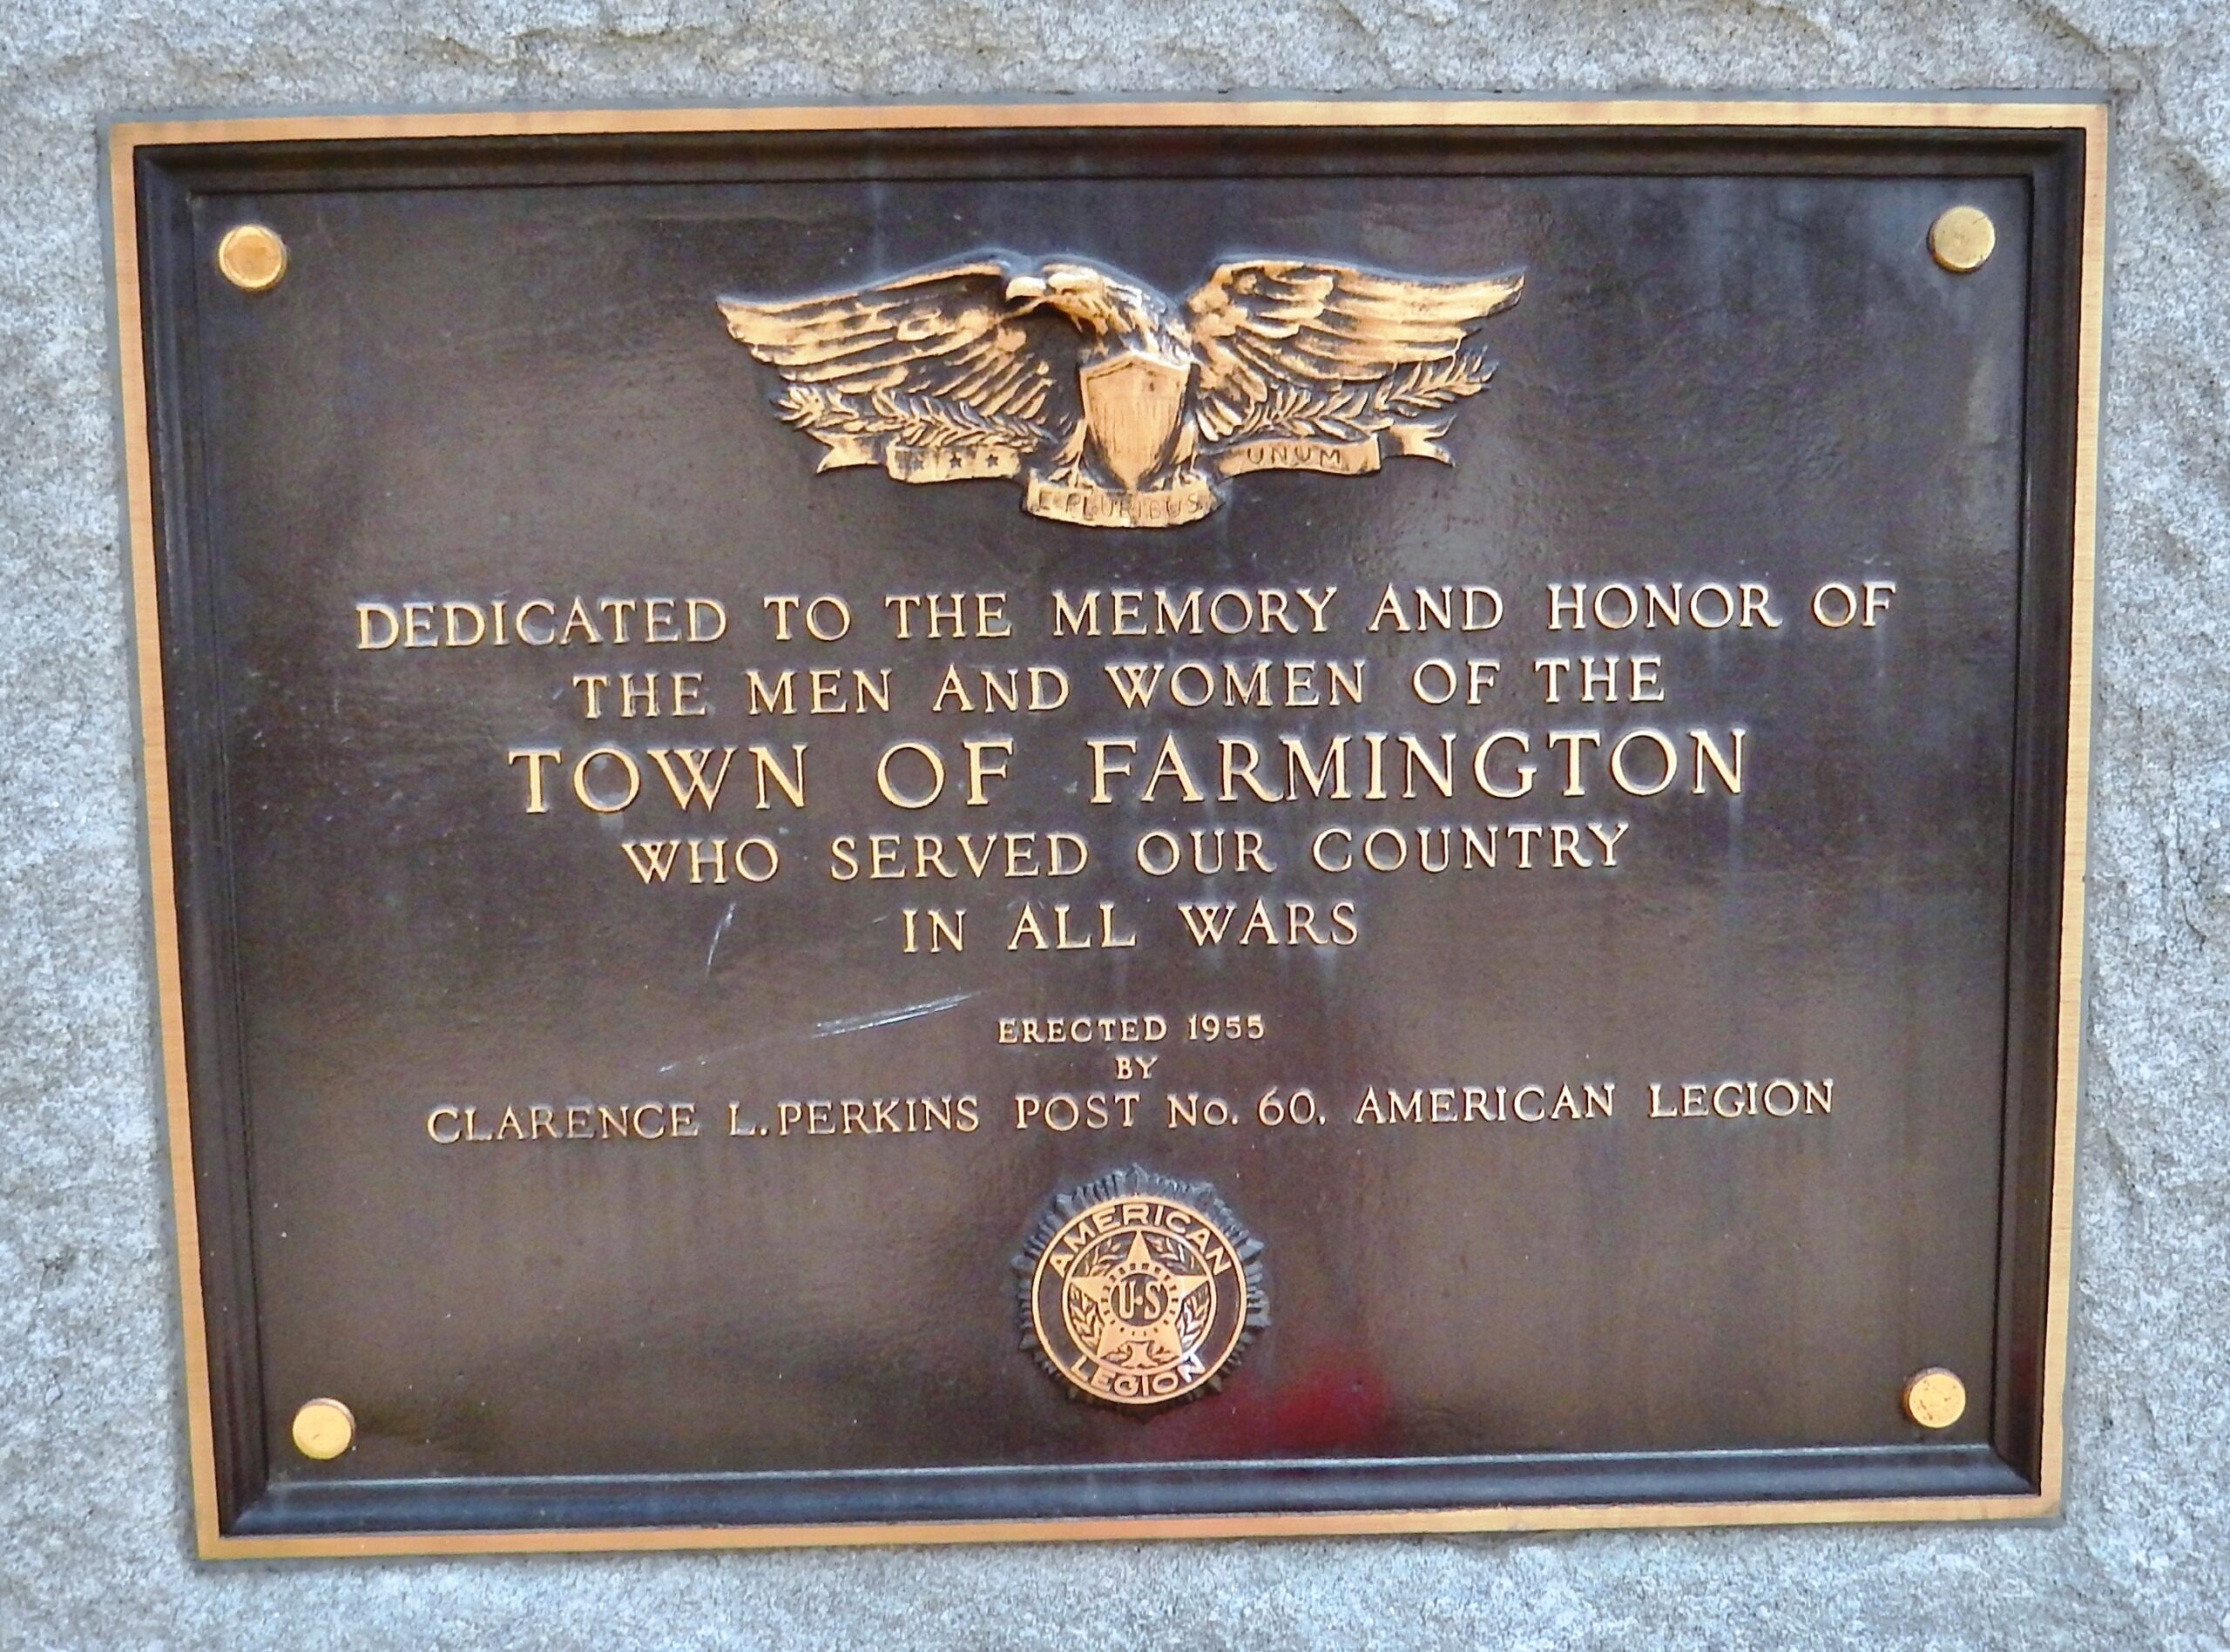 UNUM
E PLURIBUS
DEDICATED TO THE MEMORY AND HONOR OF
THE MEN AND WOMEN OF THE
TOWN OF FARMINGTON
WHO SERVED OUR COUNTRY
IN ALL WARS
ERECTED 1955
BY
CLARENCE L. PERKINS POST No. 60, AMERICAN LEGION
AMERICAN
U·S
LEGION